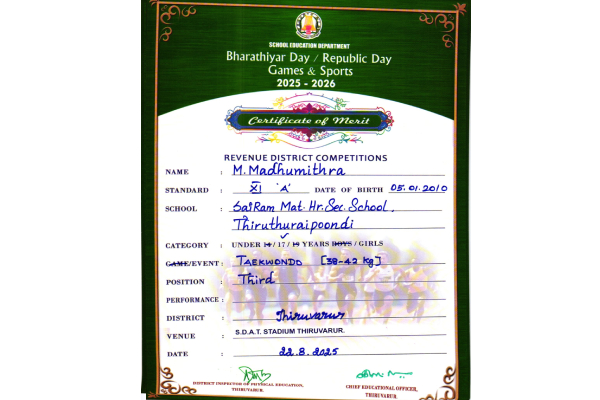 SCHOOL EDUCATION DEPARTMENT
Bharathiyar Day / Republic Day
Games & Sports
2025 - 2026
Certificate of Merit
REVENUE DISTRICT COMPETITIONS
NAME : M. Madhumithra
STANDARD : XI 'A' DATE OF BIRTH 05.01.2010
SCHOOL : SaiRam Mat. Hr. Sec. School,
Thiruthuraipoondi
CATEGORY : UNDER 14 / 17 / 19 YEARS BOYS / GIRLS
GAME/EVENT : TAEKWONDO [38-42 kg]
POSITION : Third
PERFORMANCE :
DISTRICT : Thiruvarur
VENUE : S.D.A.T. STADIUM THIRUVARUR.
DATE : 22.8.2025
DISTRICT INSPECTOR OF PHYSICAL EDUCATION,
THIRUVARUR.
CHIEF EDUCATIONAL OFFICER,
THIRUVARUR.